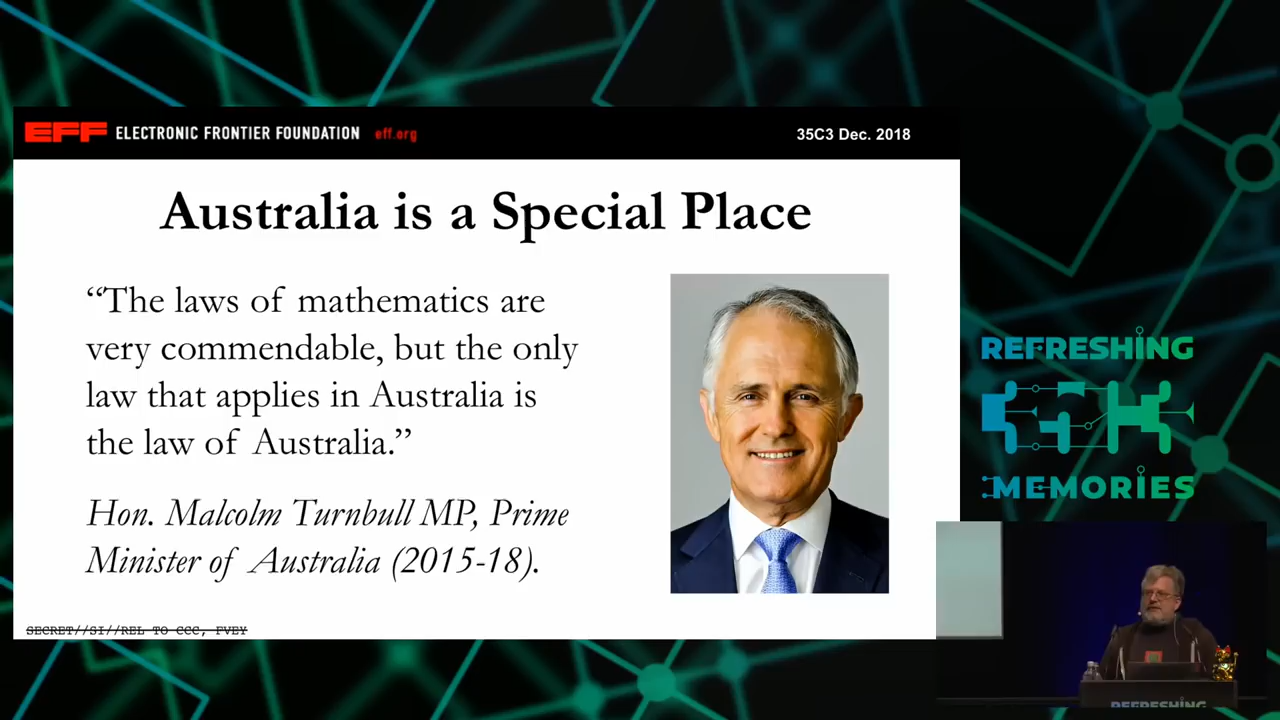 EFF ELECTRONIC FRONTIER FOUNDATION eff.org
35C3 Dec. 2018
Australia is a Special Place
“The laws of mathematics are
very commendable, but the only
law that applies in Australia is
the law of Australia.”
Hon. Malcolm Turnbull MP, Prime
Minister of Australia (2015-18).
SECRET//SI//REL TO CCC, FVEY
REFRESHING
35C3
MEMORIES
REFRESHING